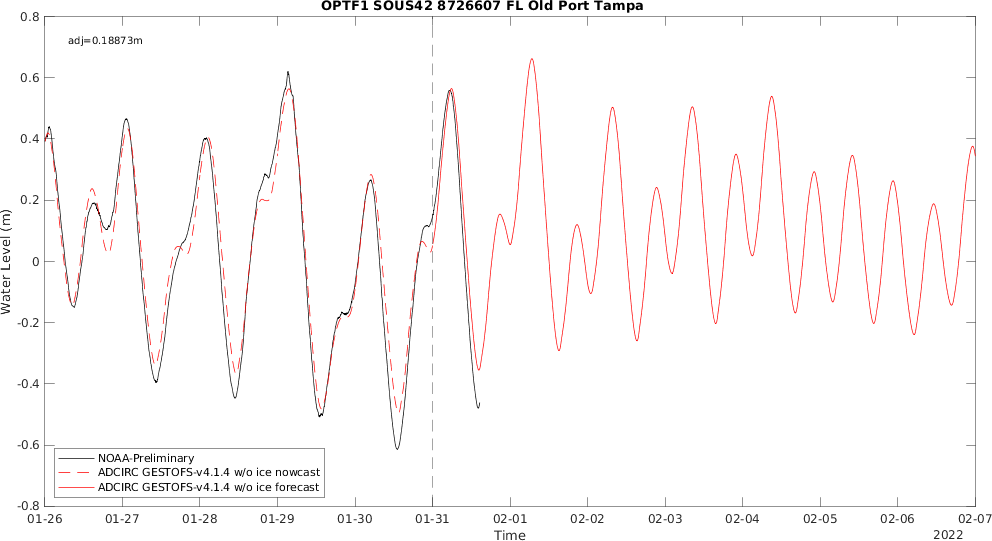 OPTF1 SOUS42 8726607 FL Old Port Tampa
adj=0.18873m
0.8
0.6
0.4
0.2
0
-0.2
-0.4
-0.6
-0.8
Water Level (m)
NOAA-Preliminary
ADCIRC GESTOFS-v4.1.4 w/o ice nowcast
ADCIRC GESTOFS-v4.1.4 w/o ice forecast
01-26 01-27 01-28 01-29 01-30 01-31 02-01 02-02 02-03 02-04 02-05 02-06 02-07
Time
2022